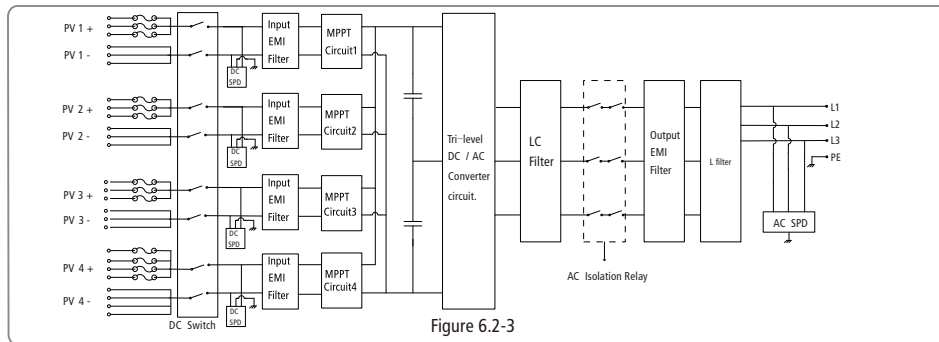 PV 1 +
PV 1 -
DC
SPD
Input
EMI
Filter
MPPT
Circuit1
PV 2 +
PV 2 -
DC
SPD
Input
EMI
Filter
MPPT
Circuit2
PV 3 +
PV 3 -
DC
SPD
Input
EMI
Filter
MPPT
Circuit3
PV 4 +
PV 4 -
DC
SPD
Input
EMI
Filter
MPPT
Circuit4
DC Switch
Tri-level
DC / AC
Converter
circuit.
LC
Filter
AC Isolation Relay
Output
EMI
Filter
L filter
L1
L2
L3
PE
AC SPD
Figure 6.2-3